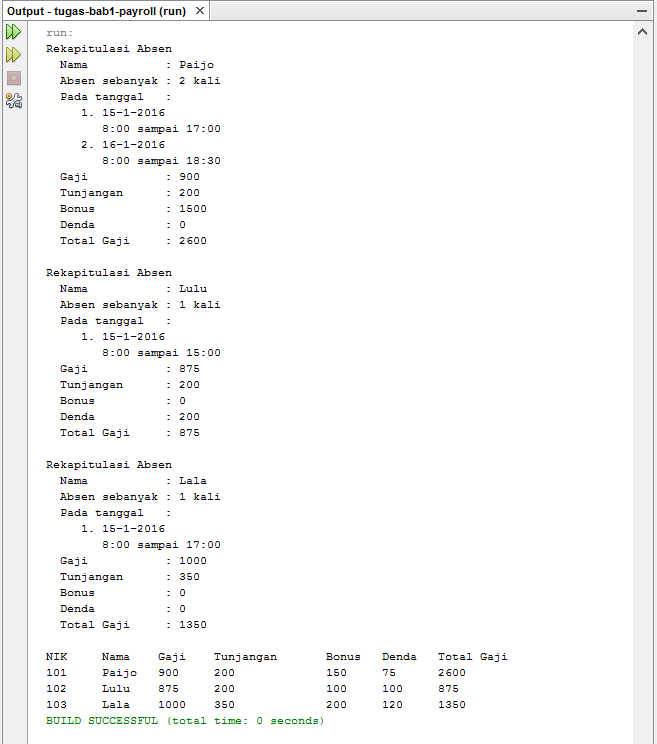 Output - tugas-bab1-payroll (run) ×
run:
Rekapitulasi Absen
Nama : Paijo
Absen sebanyak : 2 kali
Pada tanggal :
1. 15-1-2016
8:00 sampai 17:00
2. 16-1-2016
8:00 sampai 18:30
Gaji : 900
Tunjangan : 200
Bonus : 1500
Denda : 0
Total Gaji : 2600
Rekapitulasi Absen
Nama : Lulu
Absen sebanyak : 1 kali
Pada tanggal :
1. 15-1-2016
8:00 sampai 15:00
Gaji : 875
Tunjangan : 200
Bonus : 0
Denda : 200
Total Gaji : 875
Rekapitulasi Absen
Nama : Lala
Absen sebanyak : 1 kali
Pada tanggal :
1. 15-1-2016
8:00 sampai 17:00
Gaji : 1000
Tunjangan : 350
Bonus : 0
Denda : 0
Total Gaji : 1350
NIK Nama Gaji Tunjangan Bonus Denda Total Gaji
101 Paijo 900 200 150 75 2600
102 Lulu 875 200 100 100 875
103 Lala 1000 350 200 120 1350
BUILD SUCCESSFUL (total time: 0 seconds)